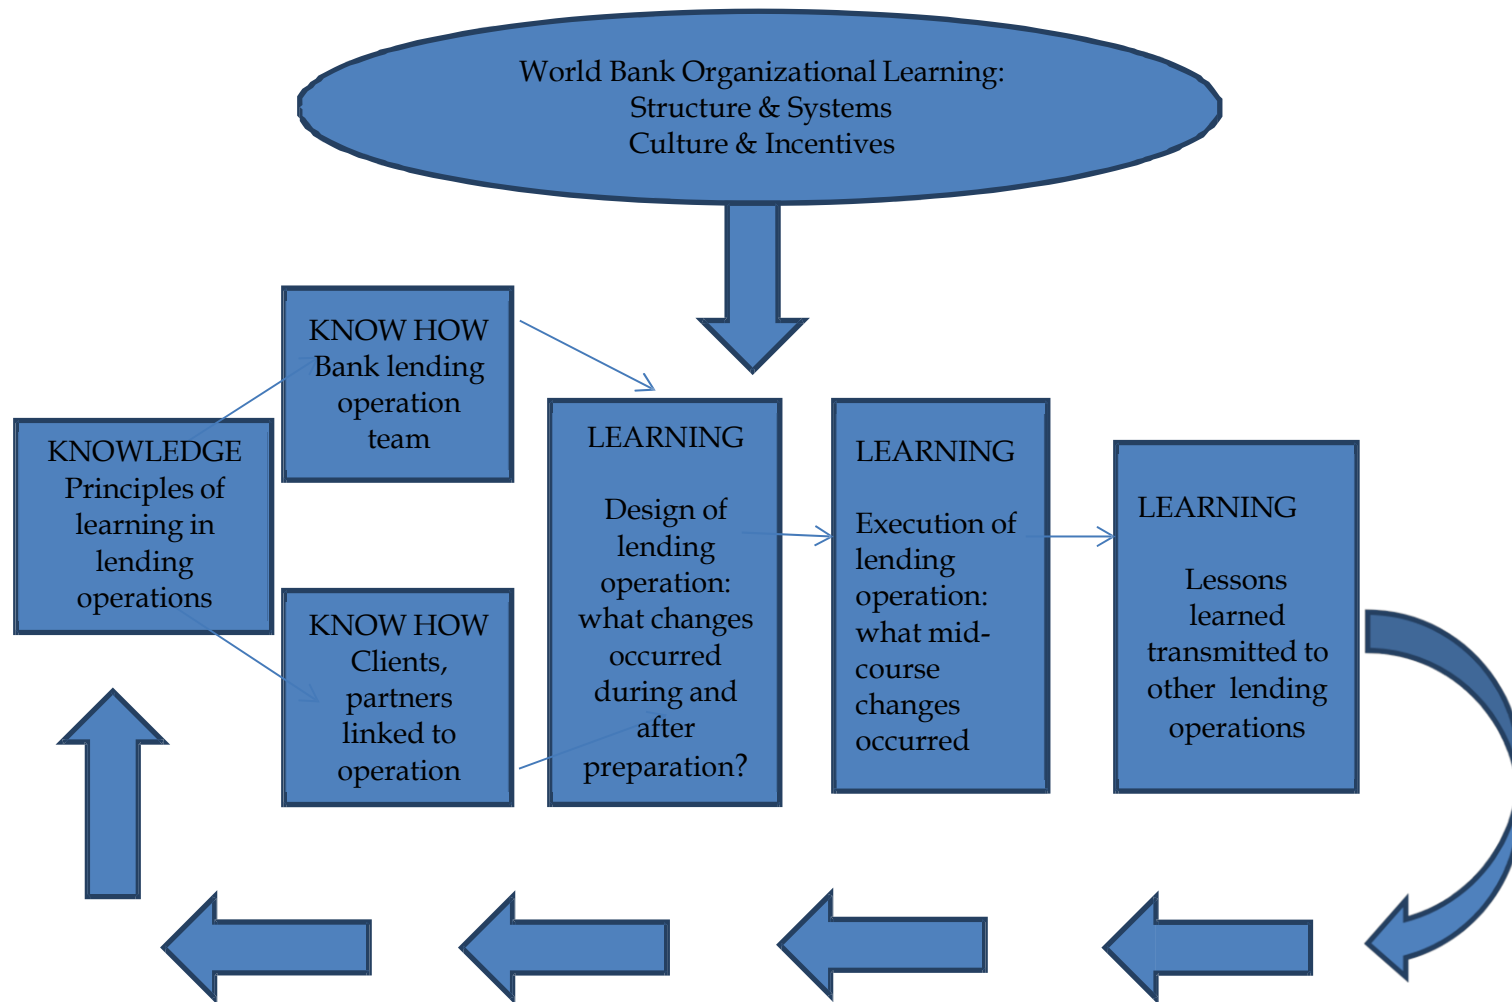 World Bank Organizational Learning:
Structure & Systems
Culture & Incentives
KNOWLEDGE
Principles of
learning in
lending
operations
KNOW HOW
Bank lending
operation
team
KNOW HOW
Clients,
partners
linked to
operation
LEARNING
Design of
lending
operation:
what changes
occurred
during and
after
preparation?
LEARNING
Execution of
lending
operation:
what mid-
course
changes
occurred
LEARNING
Lessons
learned
transmitted to
other lending
operations